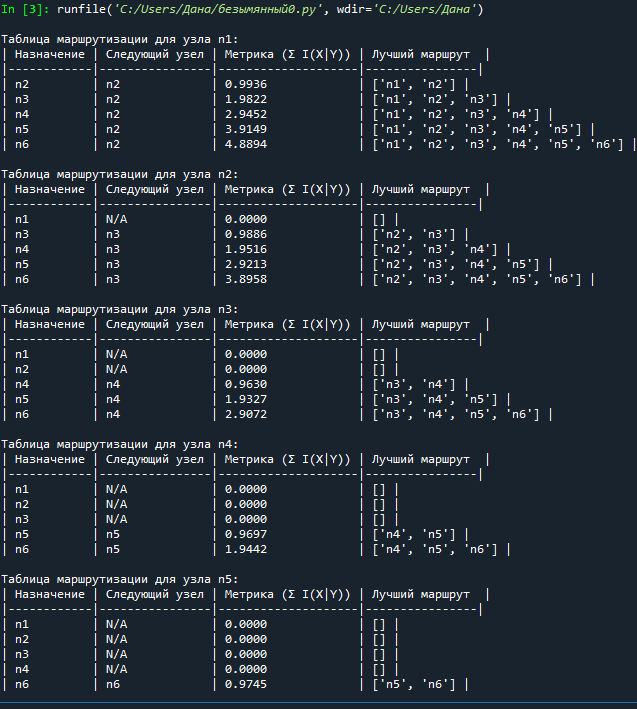 In [3]: runfile('C:/Users/Дана/безымянный0.py', wdir='C:/Users/Дана')
Таблица маршрутизации для узла n1:
| Назначение | Следующий узел | Метрика (Σ I(X|Y)) | Лучший маршрут  |
|------------|----------------|--------------------|----------------|
| n2         | n2             | 0.9936             | ['n1', 'n2'] |
| n3         | n2             | 1.9822             | ['n1', 'n2', 'n3'] |
| n4         | n2             | 2.9452             | ['n1', 'n2', 'n3', 'n4'] |
| n5         | n2             | 3.9149             | ['n1', 'n2', 'n3', 'n4', 'n5'] |
| n6         | n2             | 4.8894             | ['n1', 'n2', 'n3', 'n4', 'n5', 'n6'] |
Таблица маршрутизации для узла n2:
| Назначение | Следующий узел | Метрика (Σ I(X|Y)) | Лучший маршрут  |
|------------|----------------|--------------------|----------------|
| n1         | N/A            | 0.0000             | [] |
| n3         | n3             | 0.9886             | ['n2', 'n3'] |
| n4         | n3             | 1.9516             | ['n2', 'n3', 'n4'] |
| n5         | n3             | 2.9213             | ['n2', 'n3', 'n4', 'n5'] |
| n6         | n3             | 3.8958             | ['n2', 'n3', 'n4', 'n5', 'n6'] |
Таблица маршрутизации для узла n3:
| Назначение | Следующий узел | Метрика (Σ I(X|Y)) | Лучший маршрут  |
|------------|----------------|--------------------|----------------|
| n1         | N/A            | 0.0000             | [] |
| n2         | N/A            | 0.0000             | [] |
| n4         | n4             | 0.9630             | ['n3', 'n4'] |
| n5         | n4             | 1.9327             | ['n3', 'n4', 'n5'] |
| n6         | n4             | 2.9072             | ['n3', 'n4', 'n5', 'n6'] |
Таблица маршрутизации для узла n4:
| Назначение | Следующий узел | Метрика (Σ I(X|Y)) | Лучший маршрут  |
|------------|----------------|--------------------|----------------|
| n1         | N/A            | 0.0000             | [] |
| n2         | N/A            | 0.0000             | [] |
| n3         | N/A            | 0.0000             | [] |
| n5         | n5             | 0.9697             | ['n4', 'n5'] |
| n6         | n5             | 1.9442             | ['n4', 'n5', 'n6'] |
Таблица маршрутизации для узла n5:
| Назначение | Следующий узел | Метрика (Σ I(X|Y)) | Лучший маршрут  |
|------------|----------------|--------------------|----------------|
| n1         | N/A            | 0.0000             | [] |
| n2         | N/A            | 0.0000             | [] |
| n3         | N/A            | 0.0000             | [] |
| n4         | N/A            | 0.0000             | [] |
| n6         | n6             | 0.9745             | ['n5', 'n6'] |